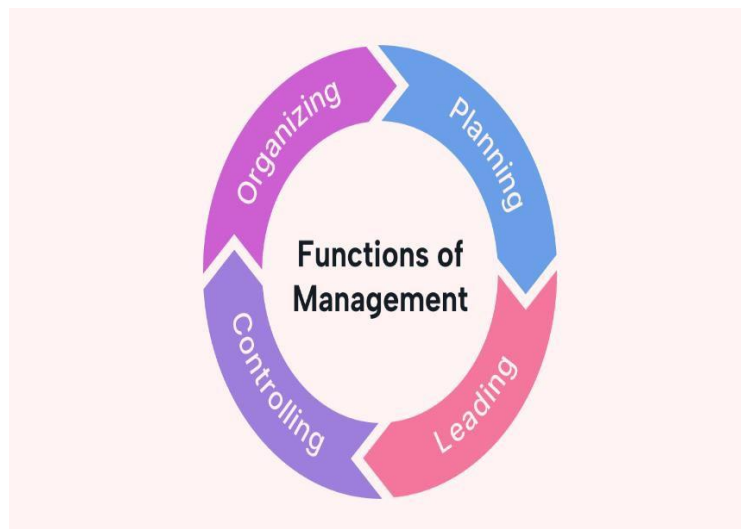 Organizing
Planning
Functions of
Management
Controlling
Leading